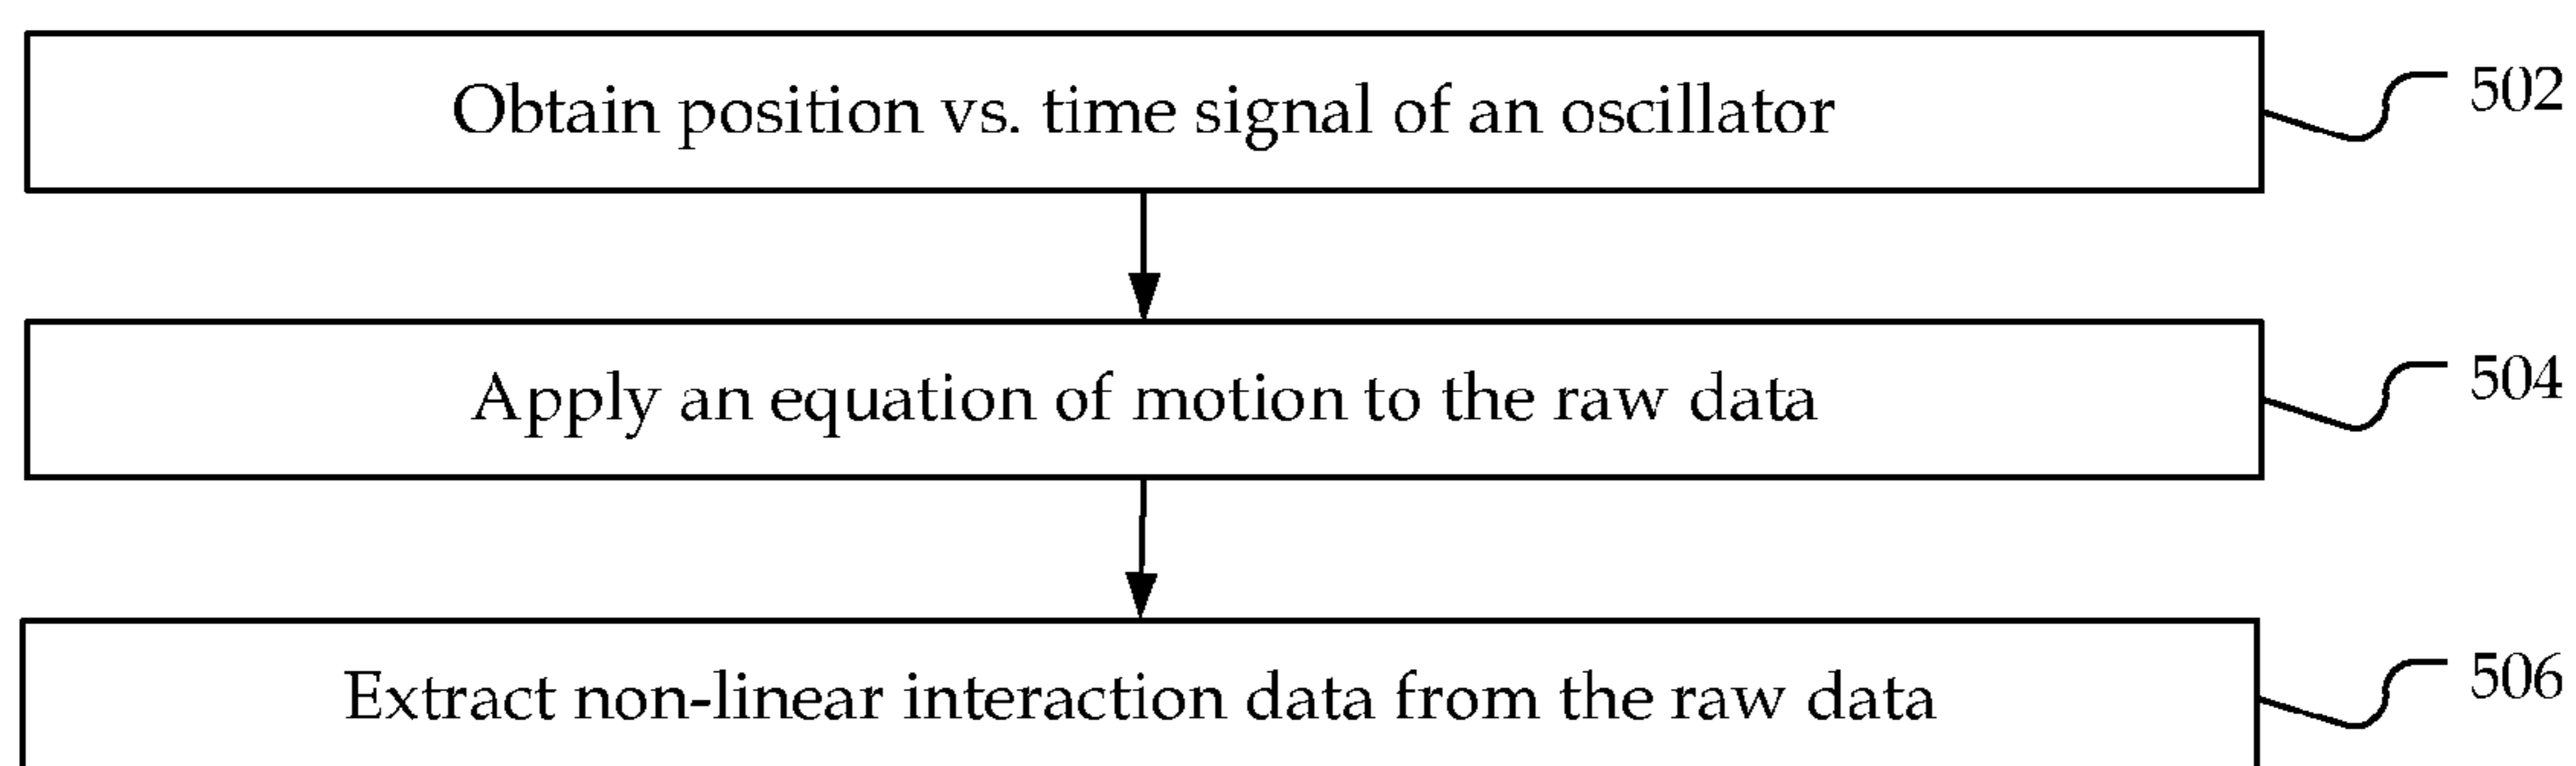 Obtain position vs. time signal of an oscillator
502
Apply an equation of motion to the raw data
504
Extract non-linear interaction data from the raw data
506